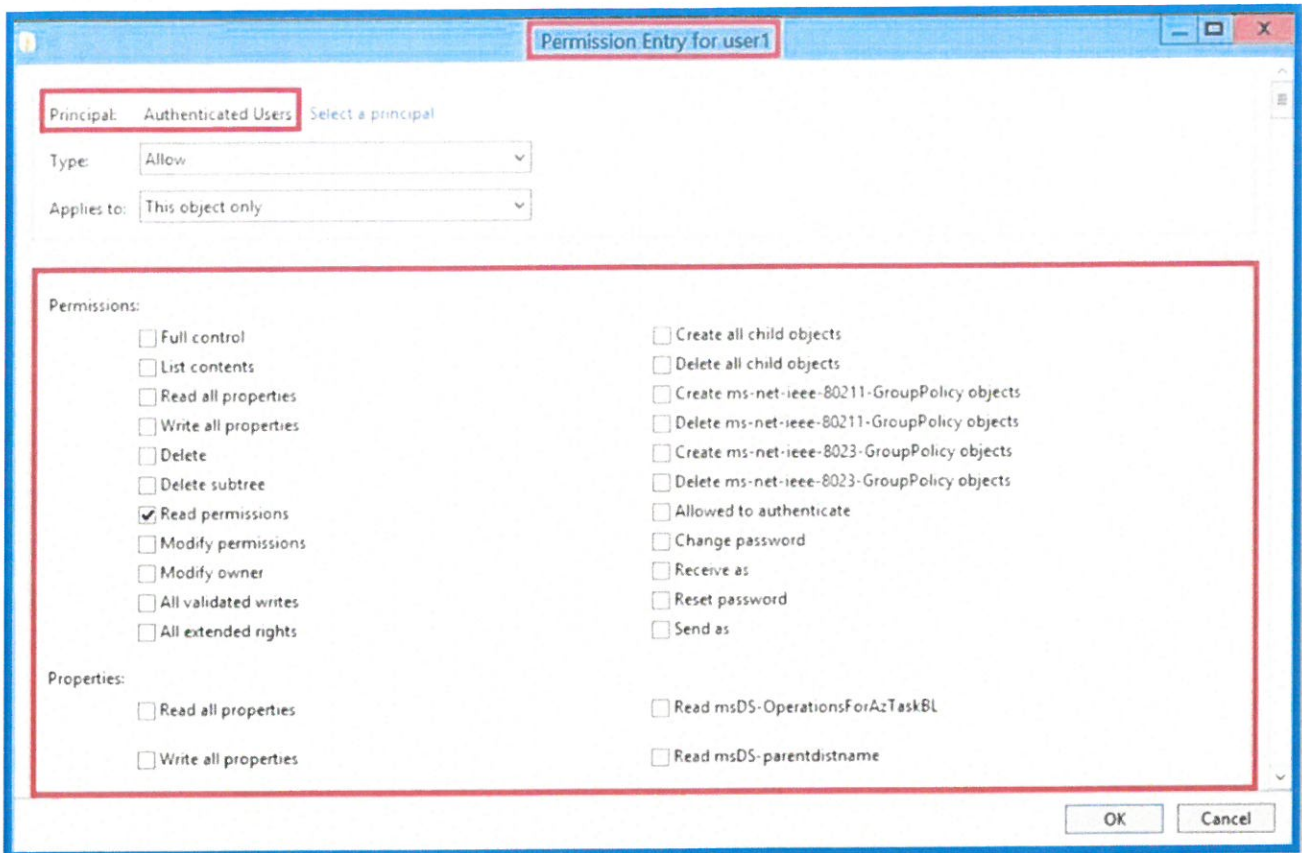 Permission Entry for user1
Principal: Authenticated Users Select a principal
Type: Allow
Applies to: This object only
Permissions:
Full control
List contents
Read all properties
Write all properties
Delete
Delete subtree
Read permissions
Modify permissions
Modify owner
All validated writes
All extended rights
Create all child objects
Delete all child objects
Create ms-net-ieee-80211-GroupPolicy objects
Delete ms-net-ieee-80211-GroupPolicy objects
Create ms-net-ieee-8023-GroupPolicy objects
Delete ms-net-ieee-8023-GroupPolicy objects
Allowed to authenticate
Change password
Receive as
Reset password
Send as
Properties:
Read all properties
Write all properties
Read msDS-OperationsForAzTaskBL
Read msDS-parentdistname
OK Cancel